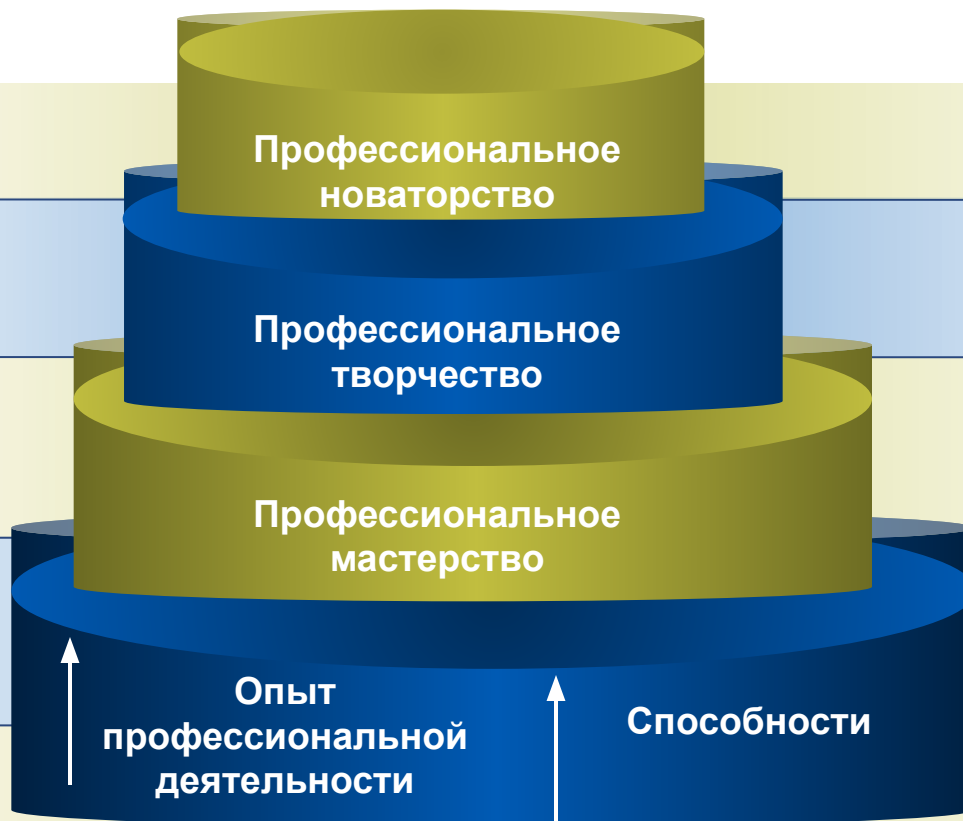 Профессиональное
новаторство
Профессиональное
творчество
Профессиональное
мастерство
Опыт
профессиональной
деятельности
Способности